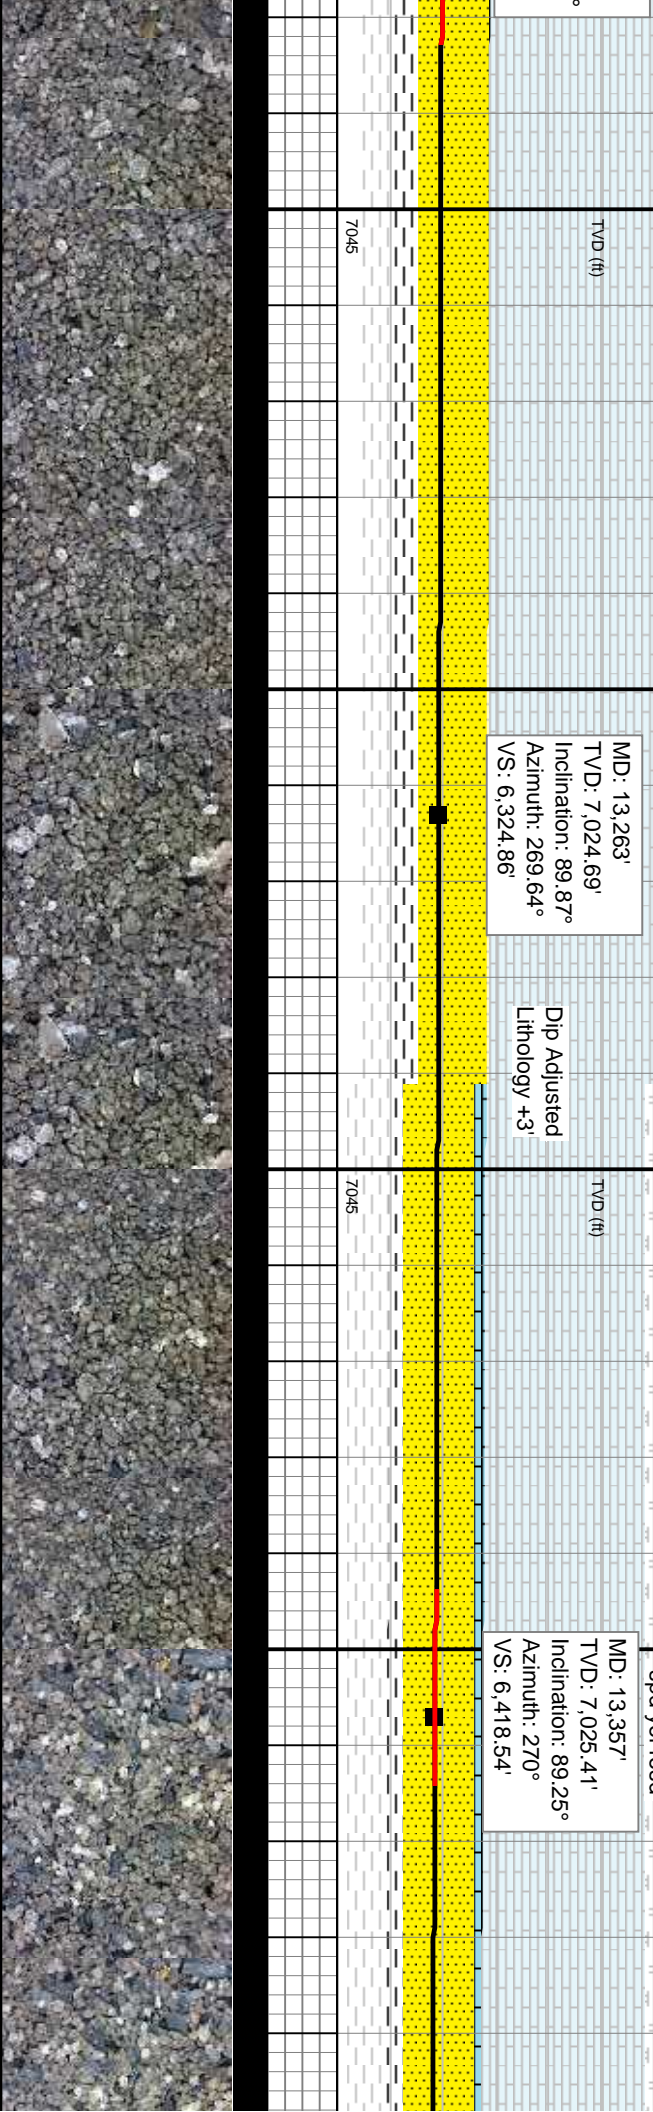 TVD (ft)
7045
MD: 13,263'
TVD: 7,024.69'
Inclination: 89.87°
Azimuth: 269.64°
VS: 6,324.86'
Dip Adjusted
Lithology +3'
TVD (ft)
7045
MD: 13,357'
TVD: 7,025.41'
Inclination: 89.25°
Azimuth: 270°
VS: 6,418.54'